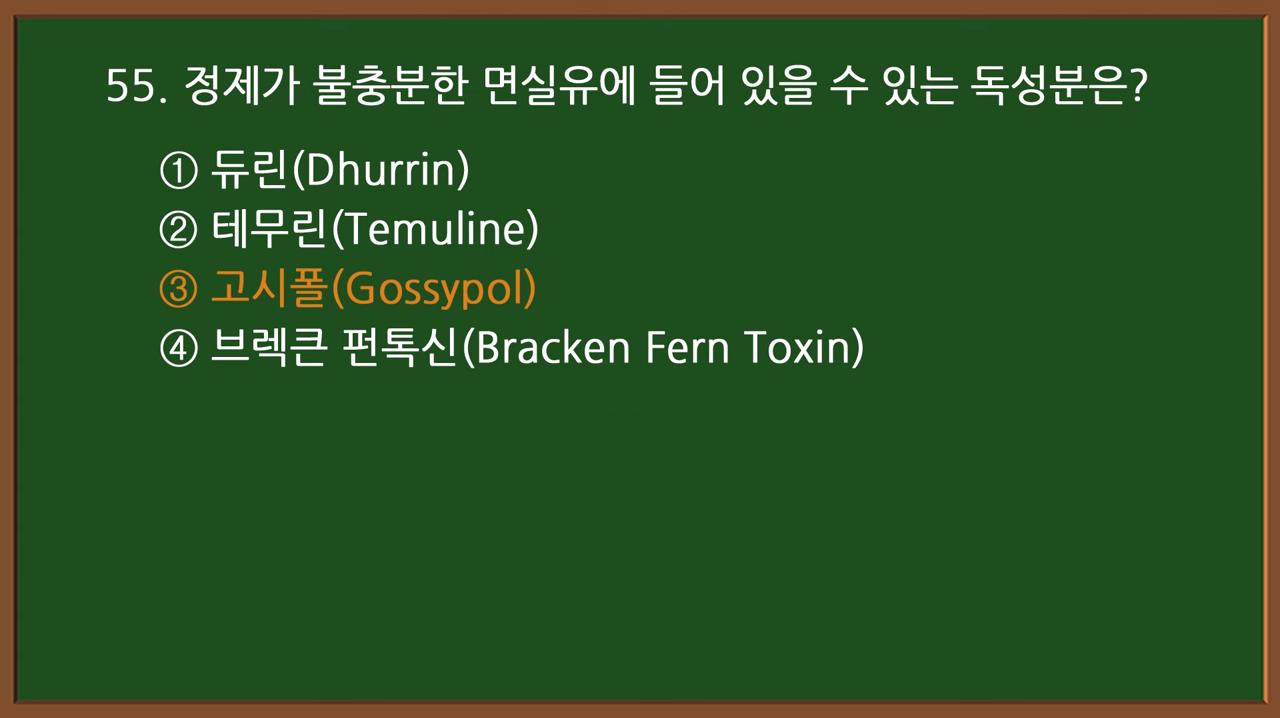 55. 정제가 불충분한 면실유에 들어 있을 수 있는 독성분은?
① 듀린(Dhurrin)
② 테무린(Temuline)
③ 고시폴(Gossypol)
④ 브렉큰 펀톡신(Bracken Fern Toxin)